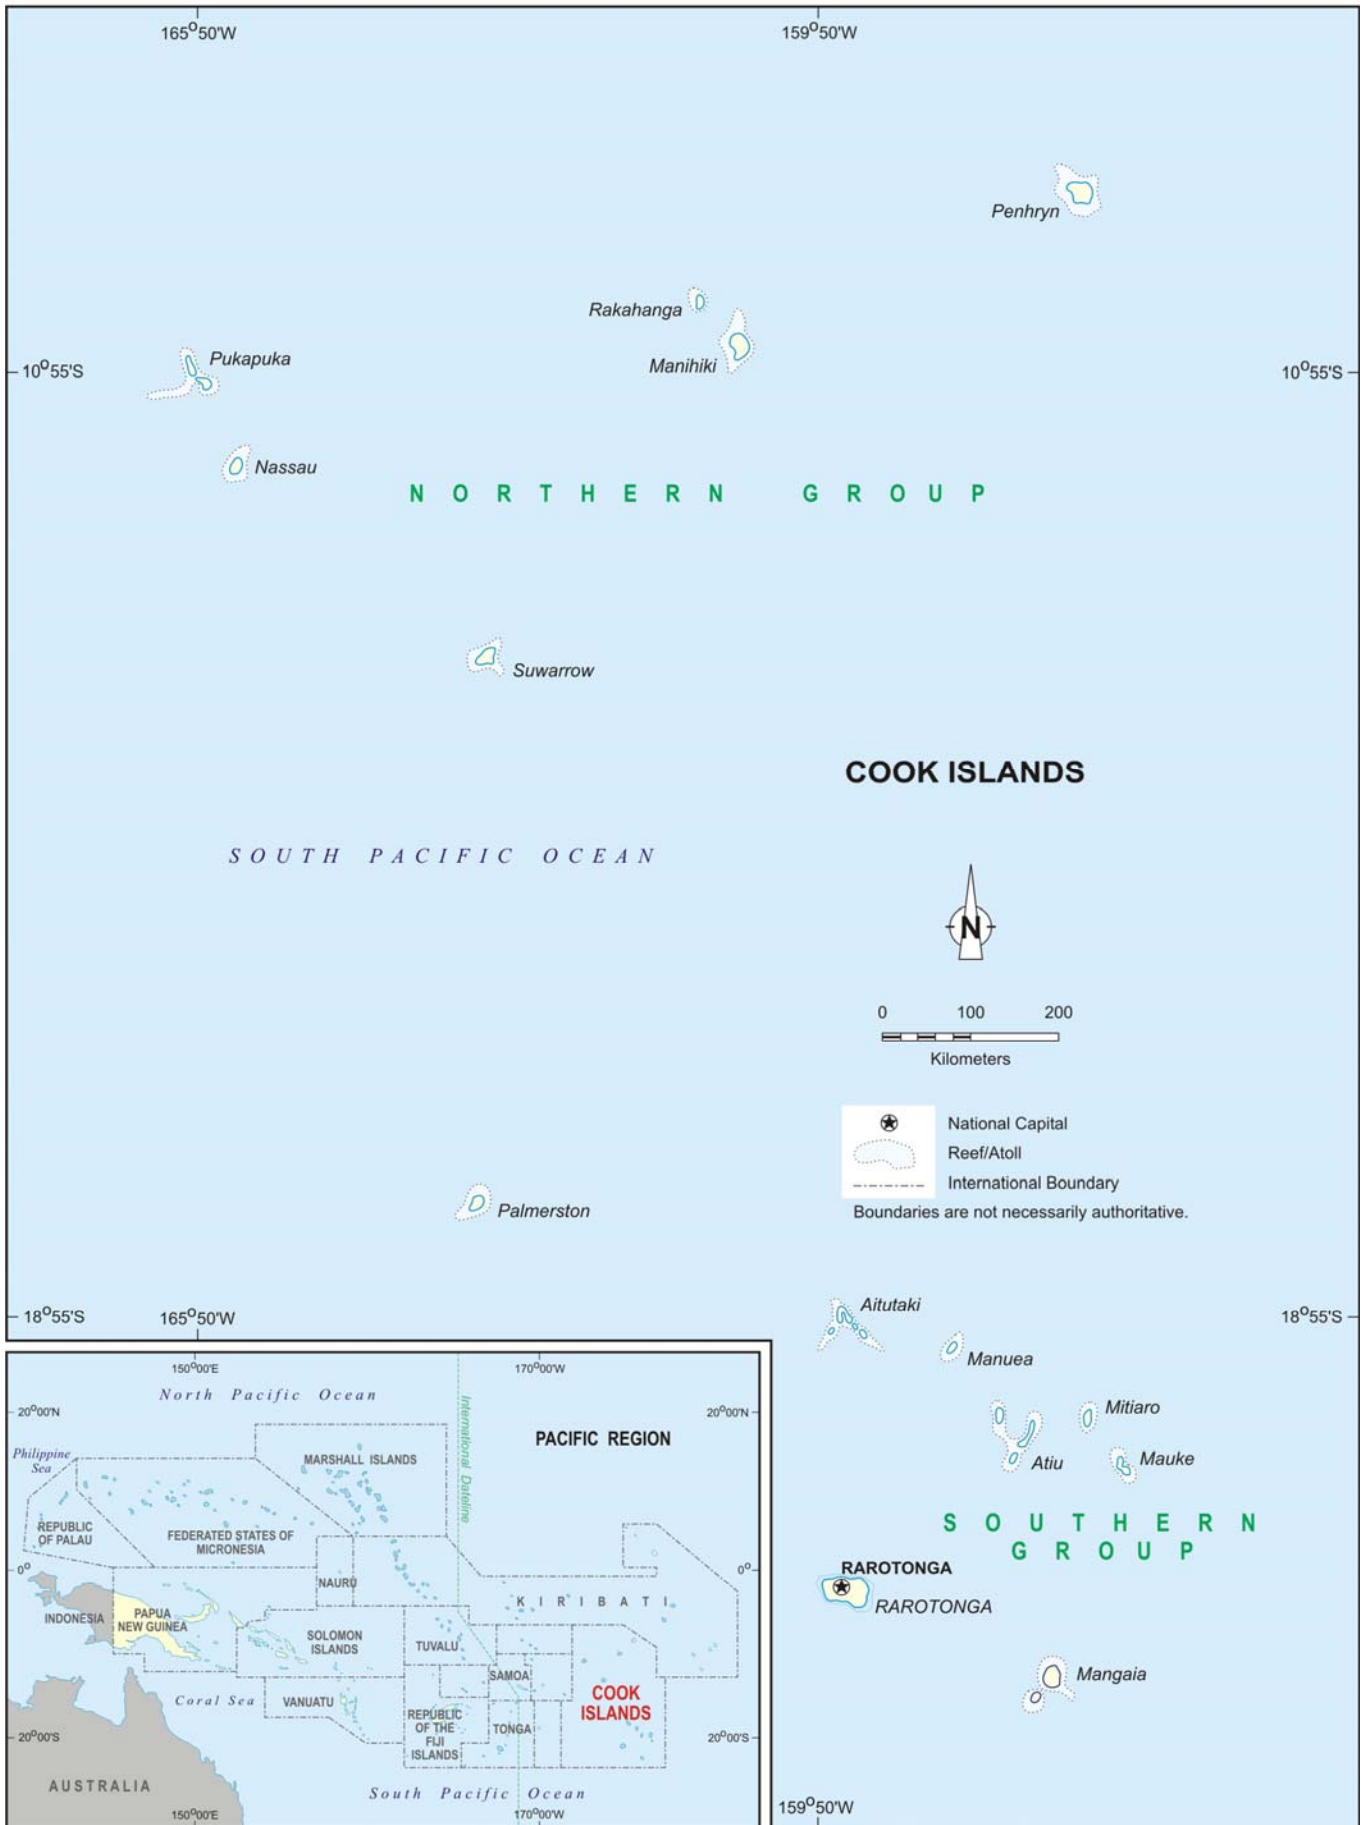 165°50'W
159°50'W
Penhryn
Rakahanga
Manihiki
Pukapuka
10°55'S
10°55'S
Nassau
NORTHERN GROUP
Suwarrow
COOK ISLANDS
SOUTH PACIFIC OCEAN
N
0 100 200
Kilometers
National Capital
Reef/Atoll
International Boundary
Boundaries are not necessarily authoritative.
Palmerston
18°55'S
165°50'W
Aitutaki
18°55'S
Manuea
Mitiaro
Atiu
Mauke
SOUTHERN
GROUP
RAROTONGA
RAROTONGA
Mangaia
159°50'W
150°00'E
170°00'W
North Pacific Ocean
20°00'N
20°00'N
International Dateline
PACIFIC REGION
Philippine
Sea
MARSHALL ISLANDS
REPUBLIC
OF PALAU
FEDERATED STATES OF
MICRONESIA
0°
0°
NAURU
KIRIBATI
INDONESIA
PAPUA
NEW GUINEA
SOLOMON
ISLANDS
TUVALU
SAMOA
COOK
ISLANDS
Coral Sea
VANUATU
REPUBLIC
OF THE
FIJI
ISLANDS
TONGA
20°00'S
20°00'S
AUSTRALIA
South Pacific Ocean
150°00'E
170°00'W